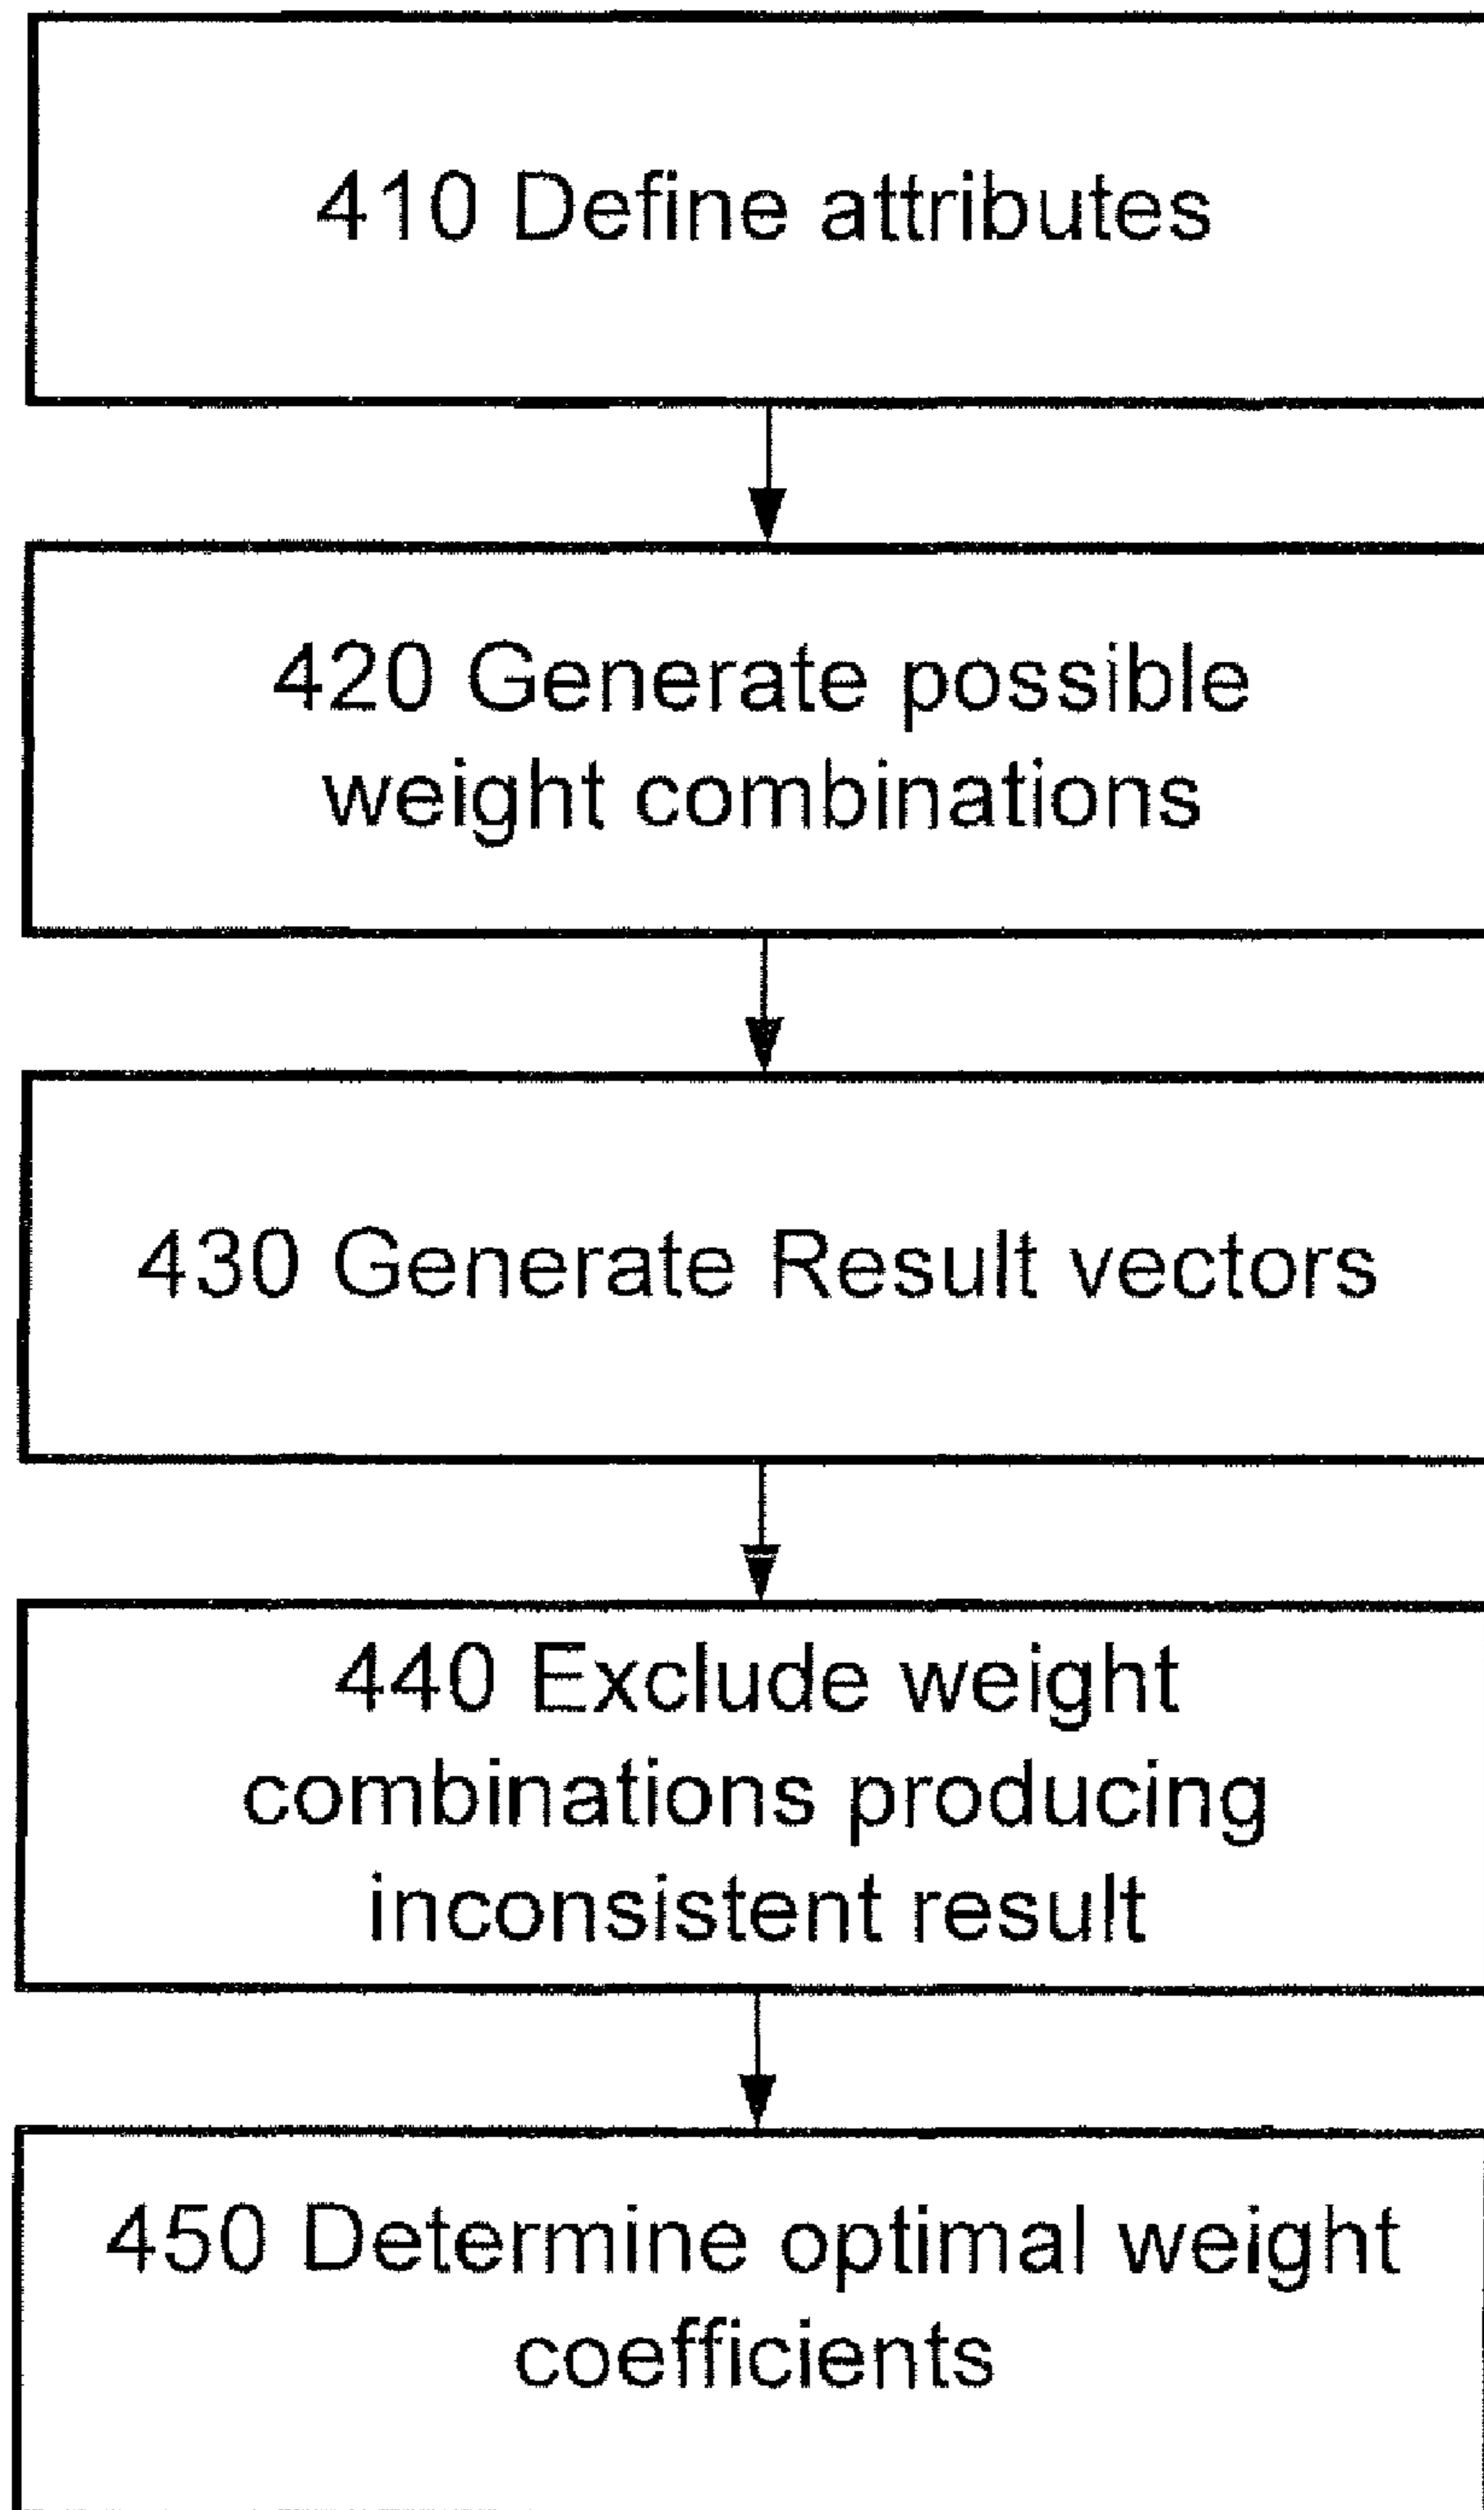 410 Define attributes
420 Generate possible
weight combinations
430 Generate Result vectors
440 Exclude weight
combinations producing
inconsistent result
450 Determine optimal weight
coefficients